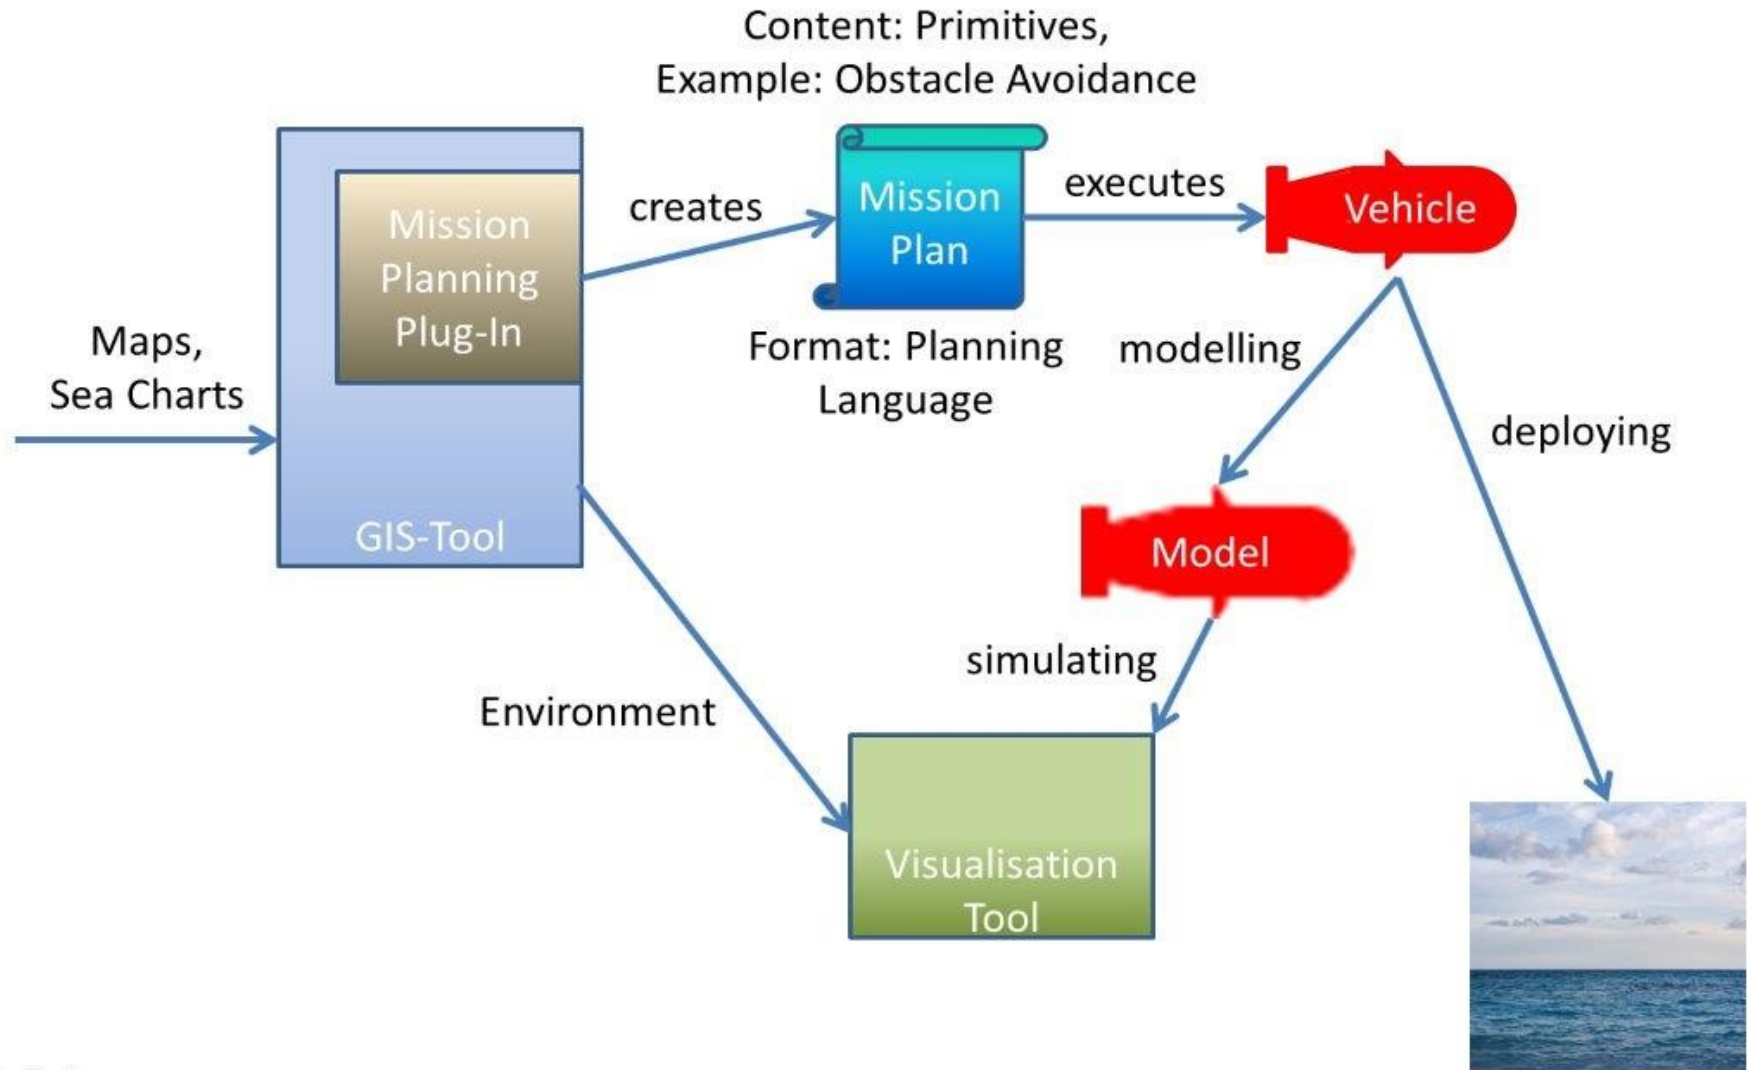 Content: Primitives,
Example: Obstacle Avoidance
Mission
Planning
Plug-In
creates
Mission
Plan
executes
Vehicle
Maps,
Sea Charts
Format: Planning
Language
modelling
deploying
GIS-Tool
Model
simulating
Environment
Visualisation
Tool